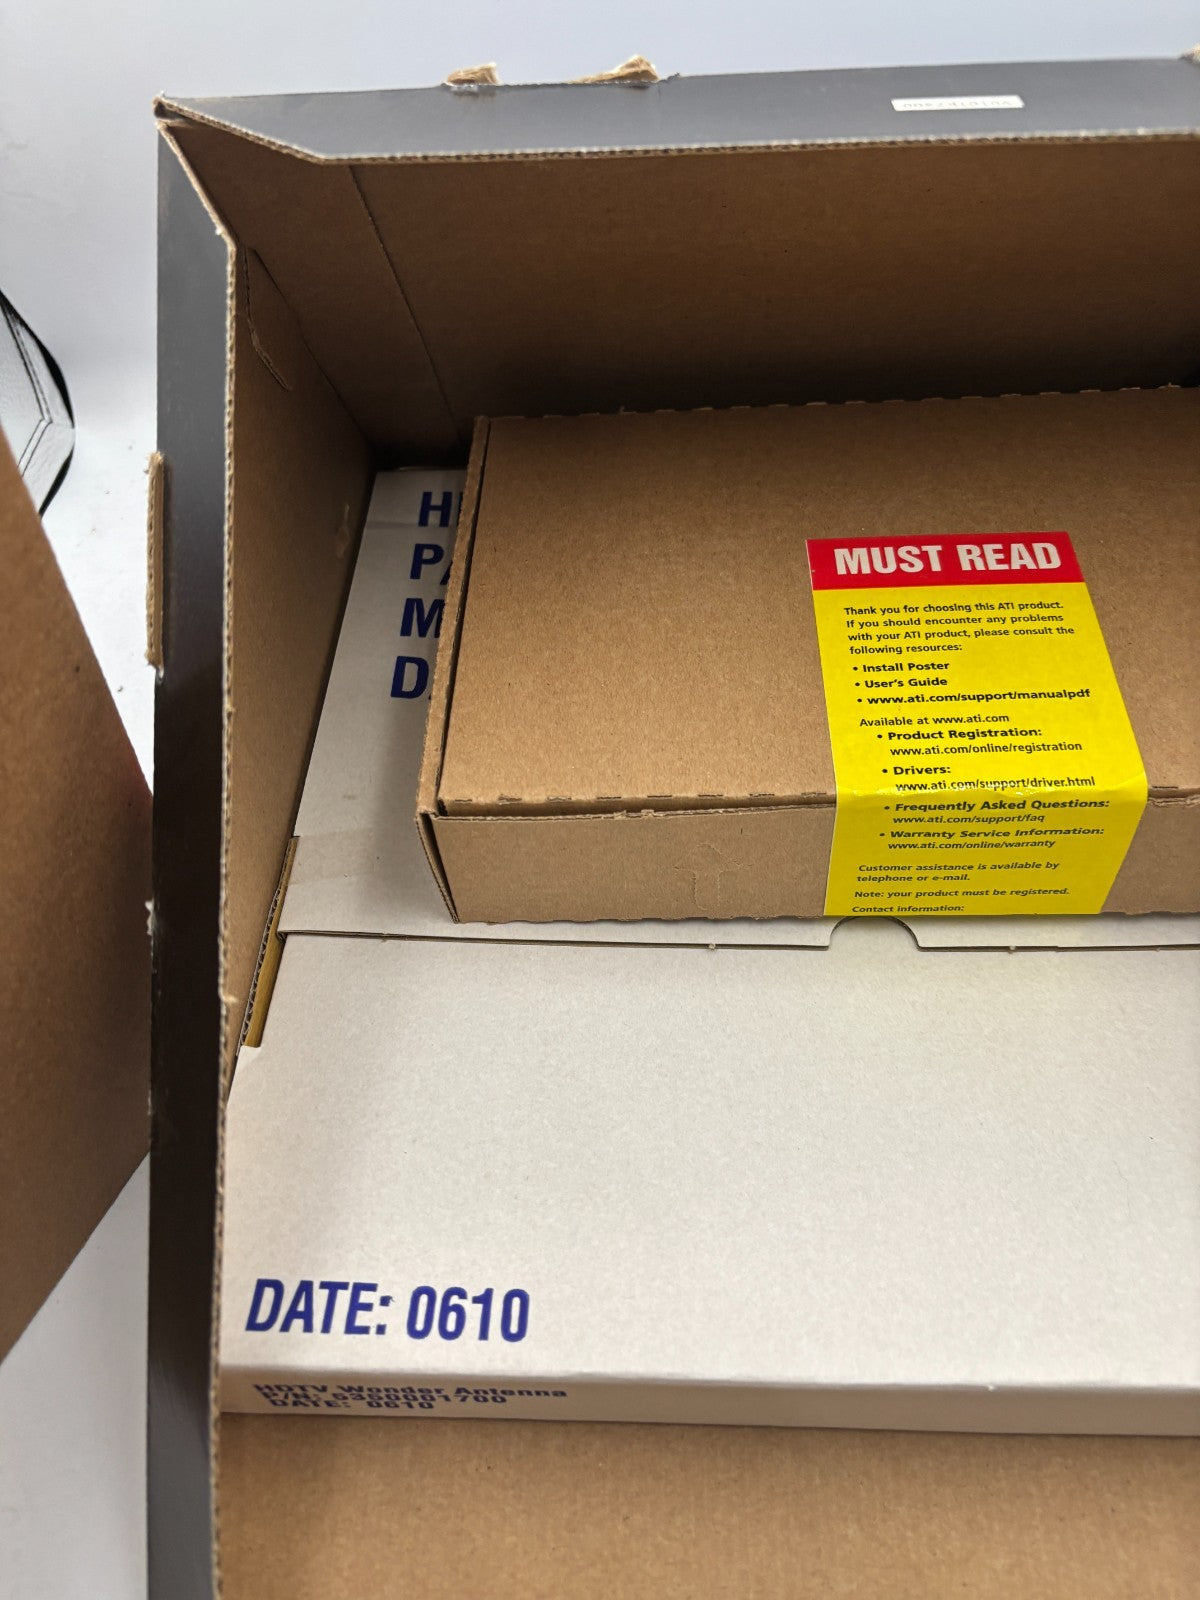 MUST READ
Thank you for choosing this ATI product.
If you should encounter any problems
with your ATI product, please consult the
following resources:
• Install Poster
• User's Guide
• www.ati.com/support/manualpdf
Available at www.ati.com
• Product Registration:
www.ati.com/online/registration
• Drivers:
www.ati.com/support/driver.html
• Frequently Asked Questions:
www.ati.com/support/faq
• Warranty Service Information:
www.ati.com/online/warranty
Customer assistance is available by
telephone or e-mail.
Note: your product must be registered.
Contact information:
DATE: 0610
HDTV Wonder Antenna
P/N: 5350001700
DATE: 0610